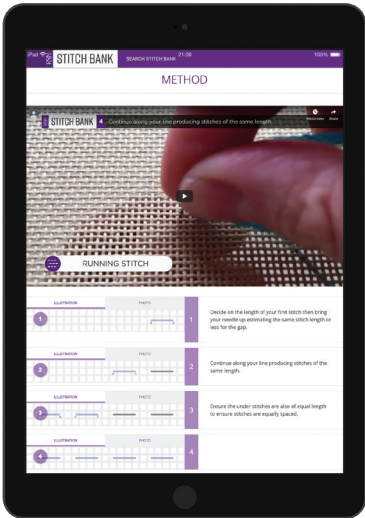 iPad 21:00 100%
RSN STITCH BANK SEARCH STITCH BANK
METHOD
RSN STITCH BANK 4 Continue along your line producing stitches of the same length.
Watch later Share
RUNNING STITCH
ILLUSTRATION PHOTO
1 1
Decide on the length of your first stitch then bring
your needle up estimating the same stitch length or
less for the gap.
ILLUSTRATION PHOTO
2 2
Continue along your line producing stitches of the
same length.
ILLUSTRATION PHOTO
3 3
Ensure the under stitches are also of equal length
to ensure stitches are equally spaced.
ILLUSTRATION PHOTO
4 4